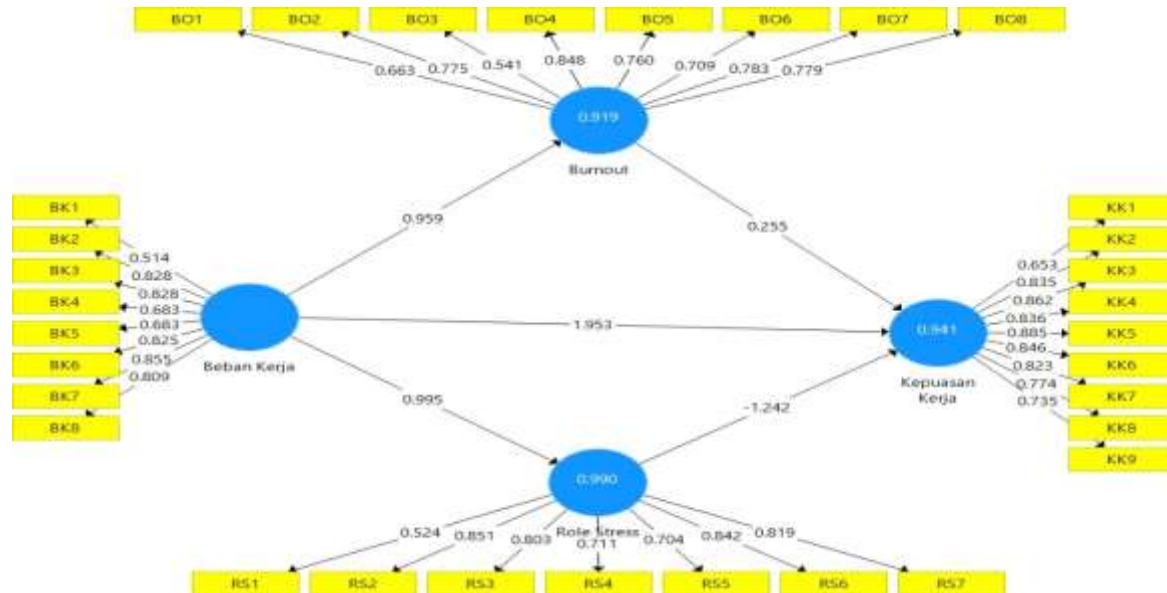 BO1 BO2 BO3 BO4 BO5 BO6 BO7 BO8
0.663 0.775 0.541 0.848 0.760 0.709 0.783 0.779
0.919
Burnout
BK1
BK2
BK3
BK4
BK5
BK6
BK7
BK8
0.514
0.828
0.828
0.683
0.683
0.825
0.855
0.809
Beban Kerja
0.959
0.255
1.953
0.995
-1.242
KK1
KK2
KK3
KK4
KK5
KK6
KK7
KK8
KK9
0.653
0.835
0.862
0.836
0.885
0.846
0.823
0.774
0.735
0.941
Kepuasan
Kerja
0.990
Role Stress
0.524 0.851 0.803 0.711 0.704 0.842 0.819
RS1 RS2 RS3 RS4 RS5 RS6 RS7